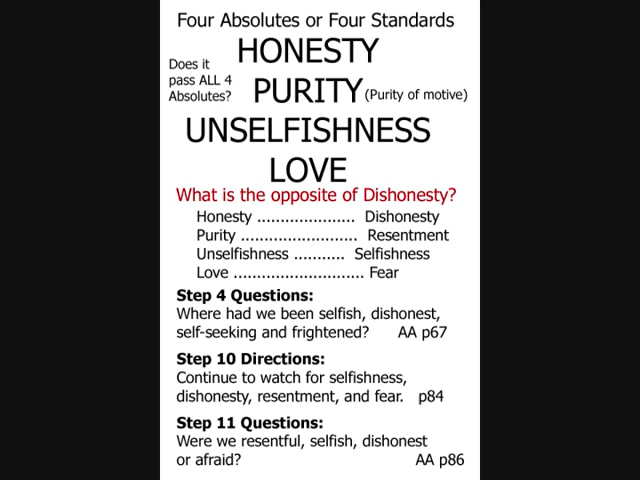 Four Absolutes or Four Standards
HONESTY
Does it
pass ALL 4
Absolutes?
PURITY (Purity of motive)
UNSELFISHNESS
LOVE
What is the opposite of Dishonesty?
Honesty ..................... Dishonesty
Purity ......................... Resentment
Unselfishness ........... Selfishness
Love ............................ Fear
Step 4 Questions:
Where had we been selfish, dishonest,
self-seeking and frightened? AA p67
Step 10 Directions:
Continue to watch for selfishness,
dishonesty, resentment, and fear. p84
Step 11 Questions:
Were we resentful, selfish, dishonest
or afraid? AA p86